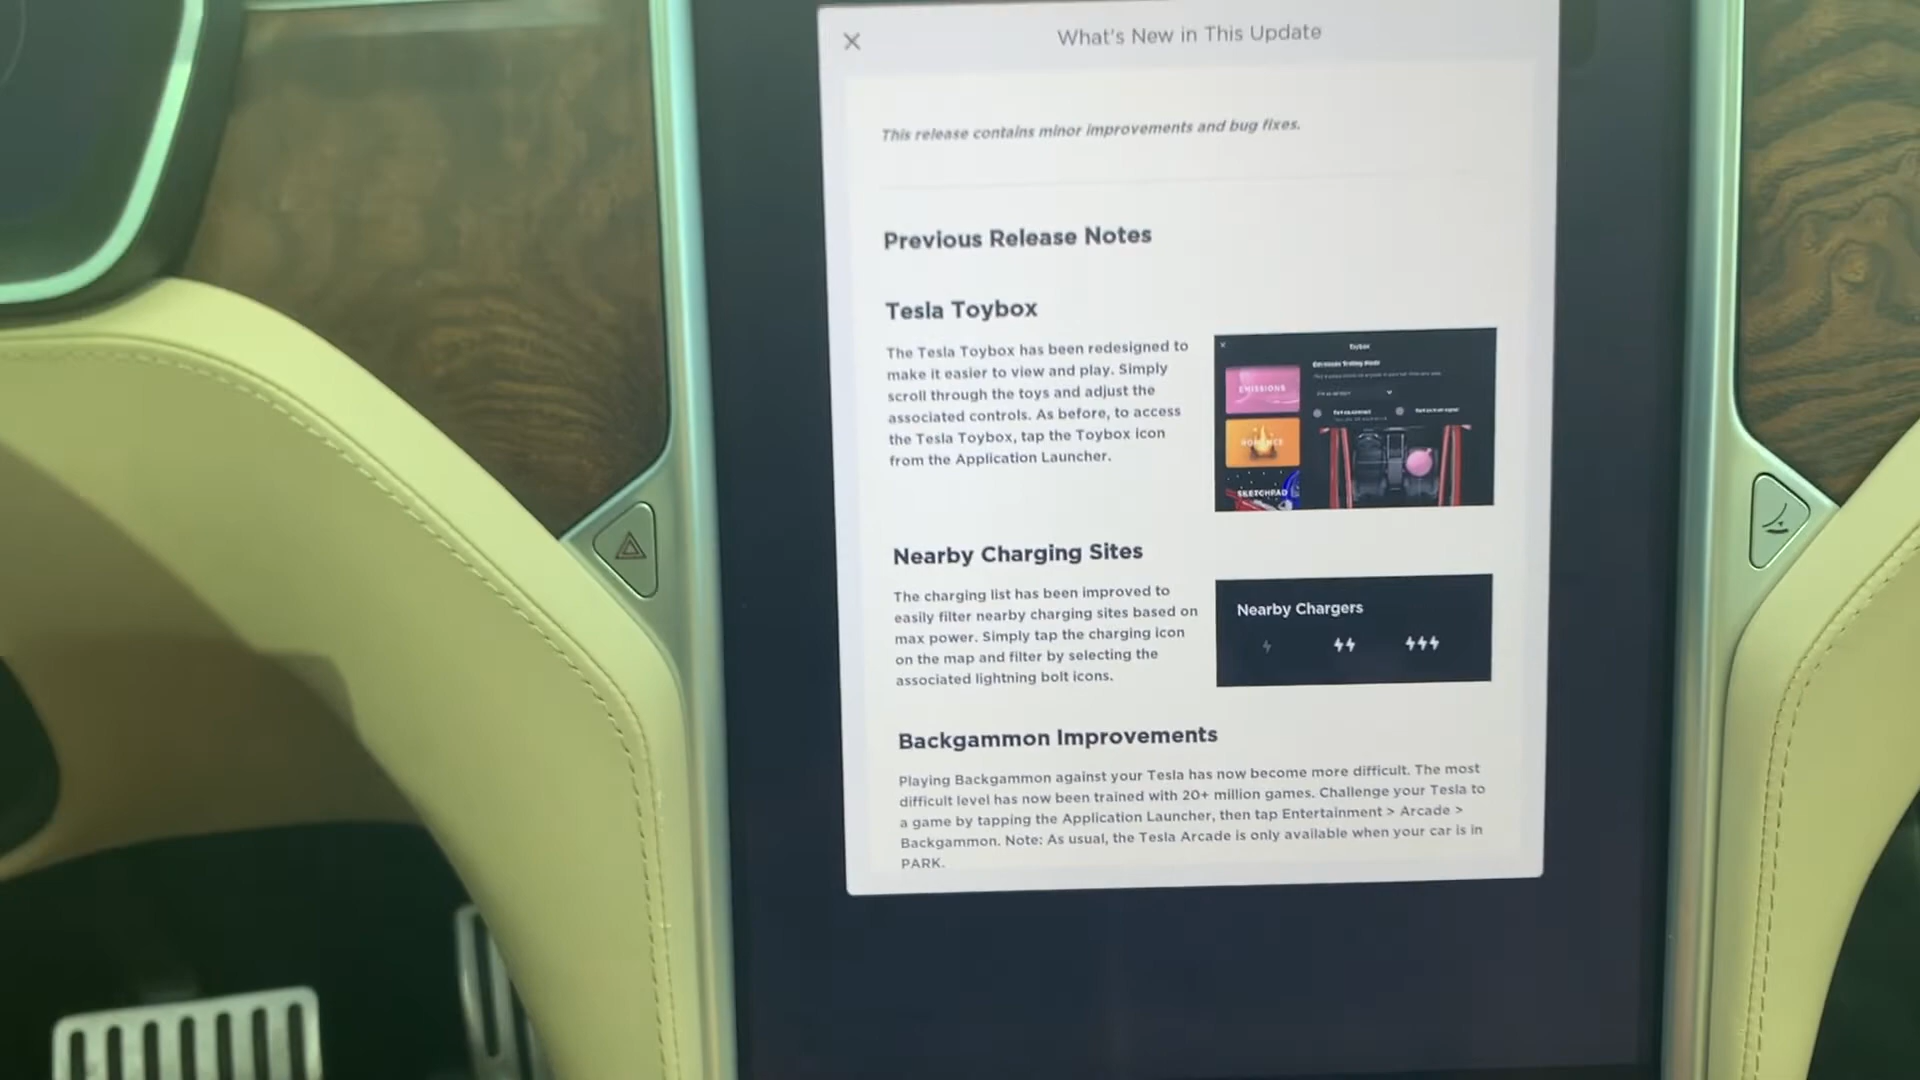 What's New in This Update
This release contains minor improvements and bug fixes.
Previous Release Notes
Tesla Toybox
The Tesla Toybox has been redesigned to
make it easier to view and play. Simply
scroll through the toys and adjust the
associated controls. As before, to access
the Tesla Toybox, tap the Toybox icon
from the Application Launcher.
Toybox
EMISSIONS
ROMANCE
SKETCHPAD
Nearby Charging Sites
The charging list has been improved to
easily filter nearby charging sites based on
max power. Simply tap the charging icon
on the map and filter by selecting the
associated lightning bolt icons.
Nearby Chargers
Backgammon Improvements
Playing Backgammon against your Tesla has now become more difficult. The most
difficult level has now been trained with 20+ million games. Challenge your Tesla to
a game by tapping the Application Launcher, then tap Entertainment > Arcade >
Backgammon. Note: As usual, the Tesla Arcade is only available when your car is in
PARK.